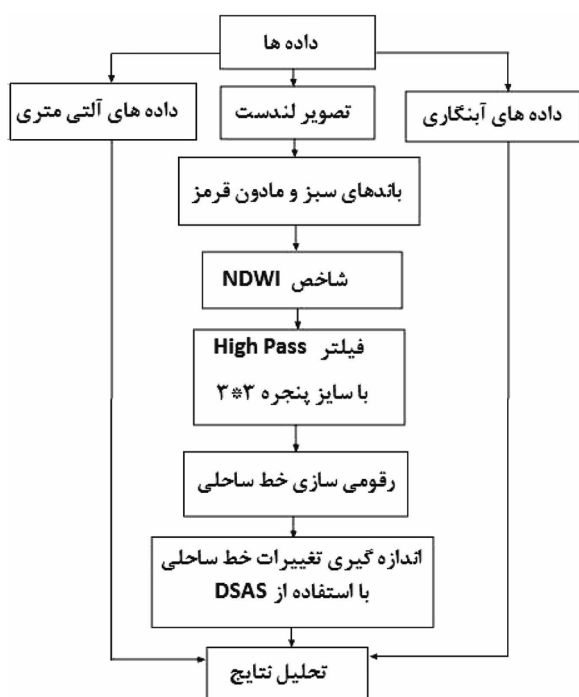 داده ها
داده های آبنگاری
تصویر لندست
داده های آلتی متری
باندهای سبز و مادون قرمز
شاخص NDWI
فیلتر High Pass
با سایز پنجره ۳*۳
رقومی سازی خط ساحلی
اندازه گیری تغییرات خط ساحلی
با استفاده از DSAS
تحلیل نتایج